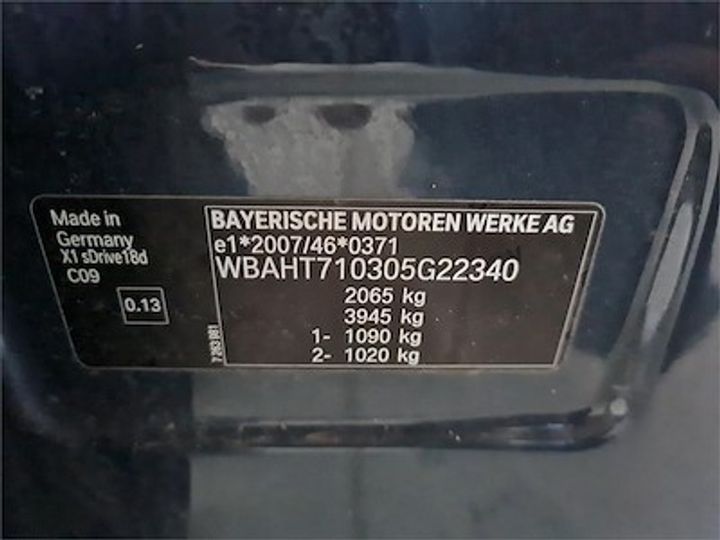 Made in
Germany
X1 sDrive18d
C09
0.13
7263981
BAYERISCHE MOTOREN WERKE AG
e1*2007/46*0371
WBAHT710305G22340
2065 kg
3945 kg
1- 1090 kg
2- 1020 kg